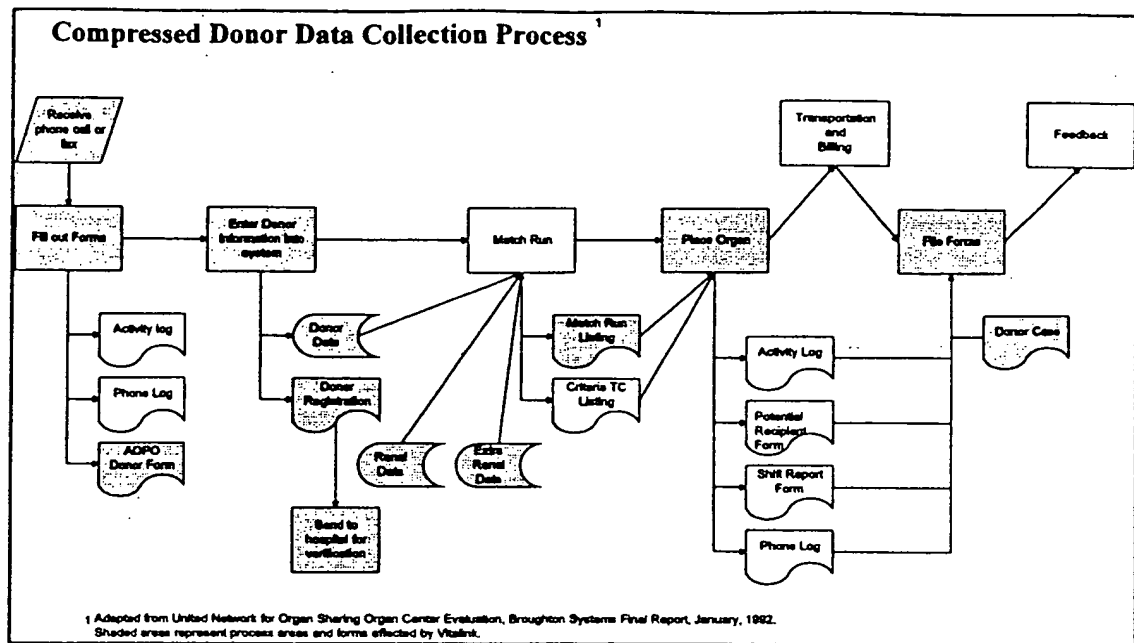 Compressed Donor Data Collection Process 1
Receive
phone call or
fax
Transportation
and
Billing
Feedback
Fill out Forms
Enter Donor
Information Into
system
Match Run
Place Organ
File Forms
Activity log
Phone Log
AOPO
Donor Form
Donor
Data
Donor
Registration
Renal
Data
Extra
Renal
Data
Send to
hospital for
verification
Match Run
Listing
Criteria TC
Listing
Activity Log
Potential
Recipient
Form
Shift Report
Form
Phone Log
Donor Case
1 Adapted from United Network for Organ Sharing Organ Center Evaluation, Broughton Systems Final Report, January, 1992.
Shaded areas represent process areas and forms effected by Vitalink.